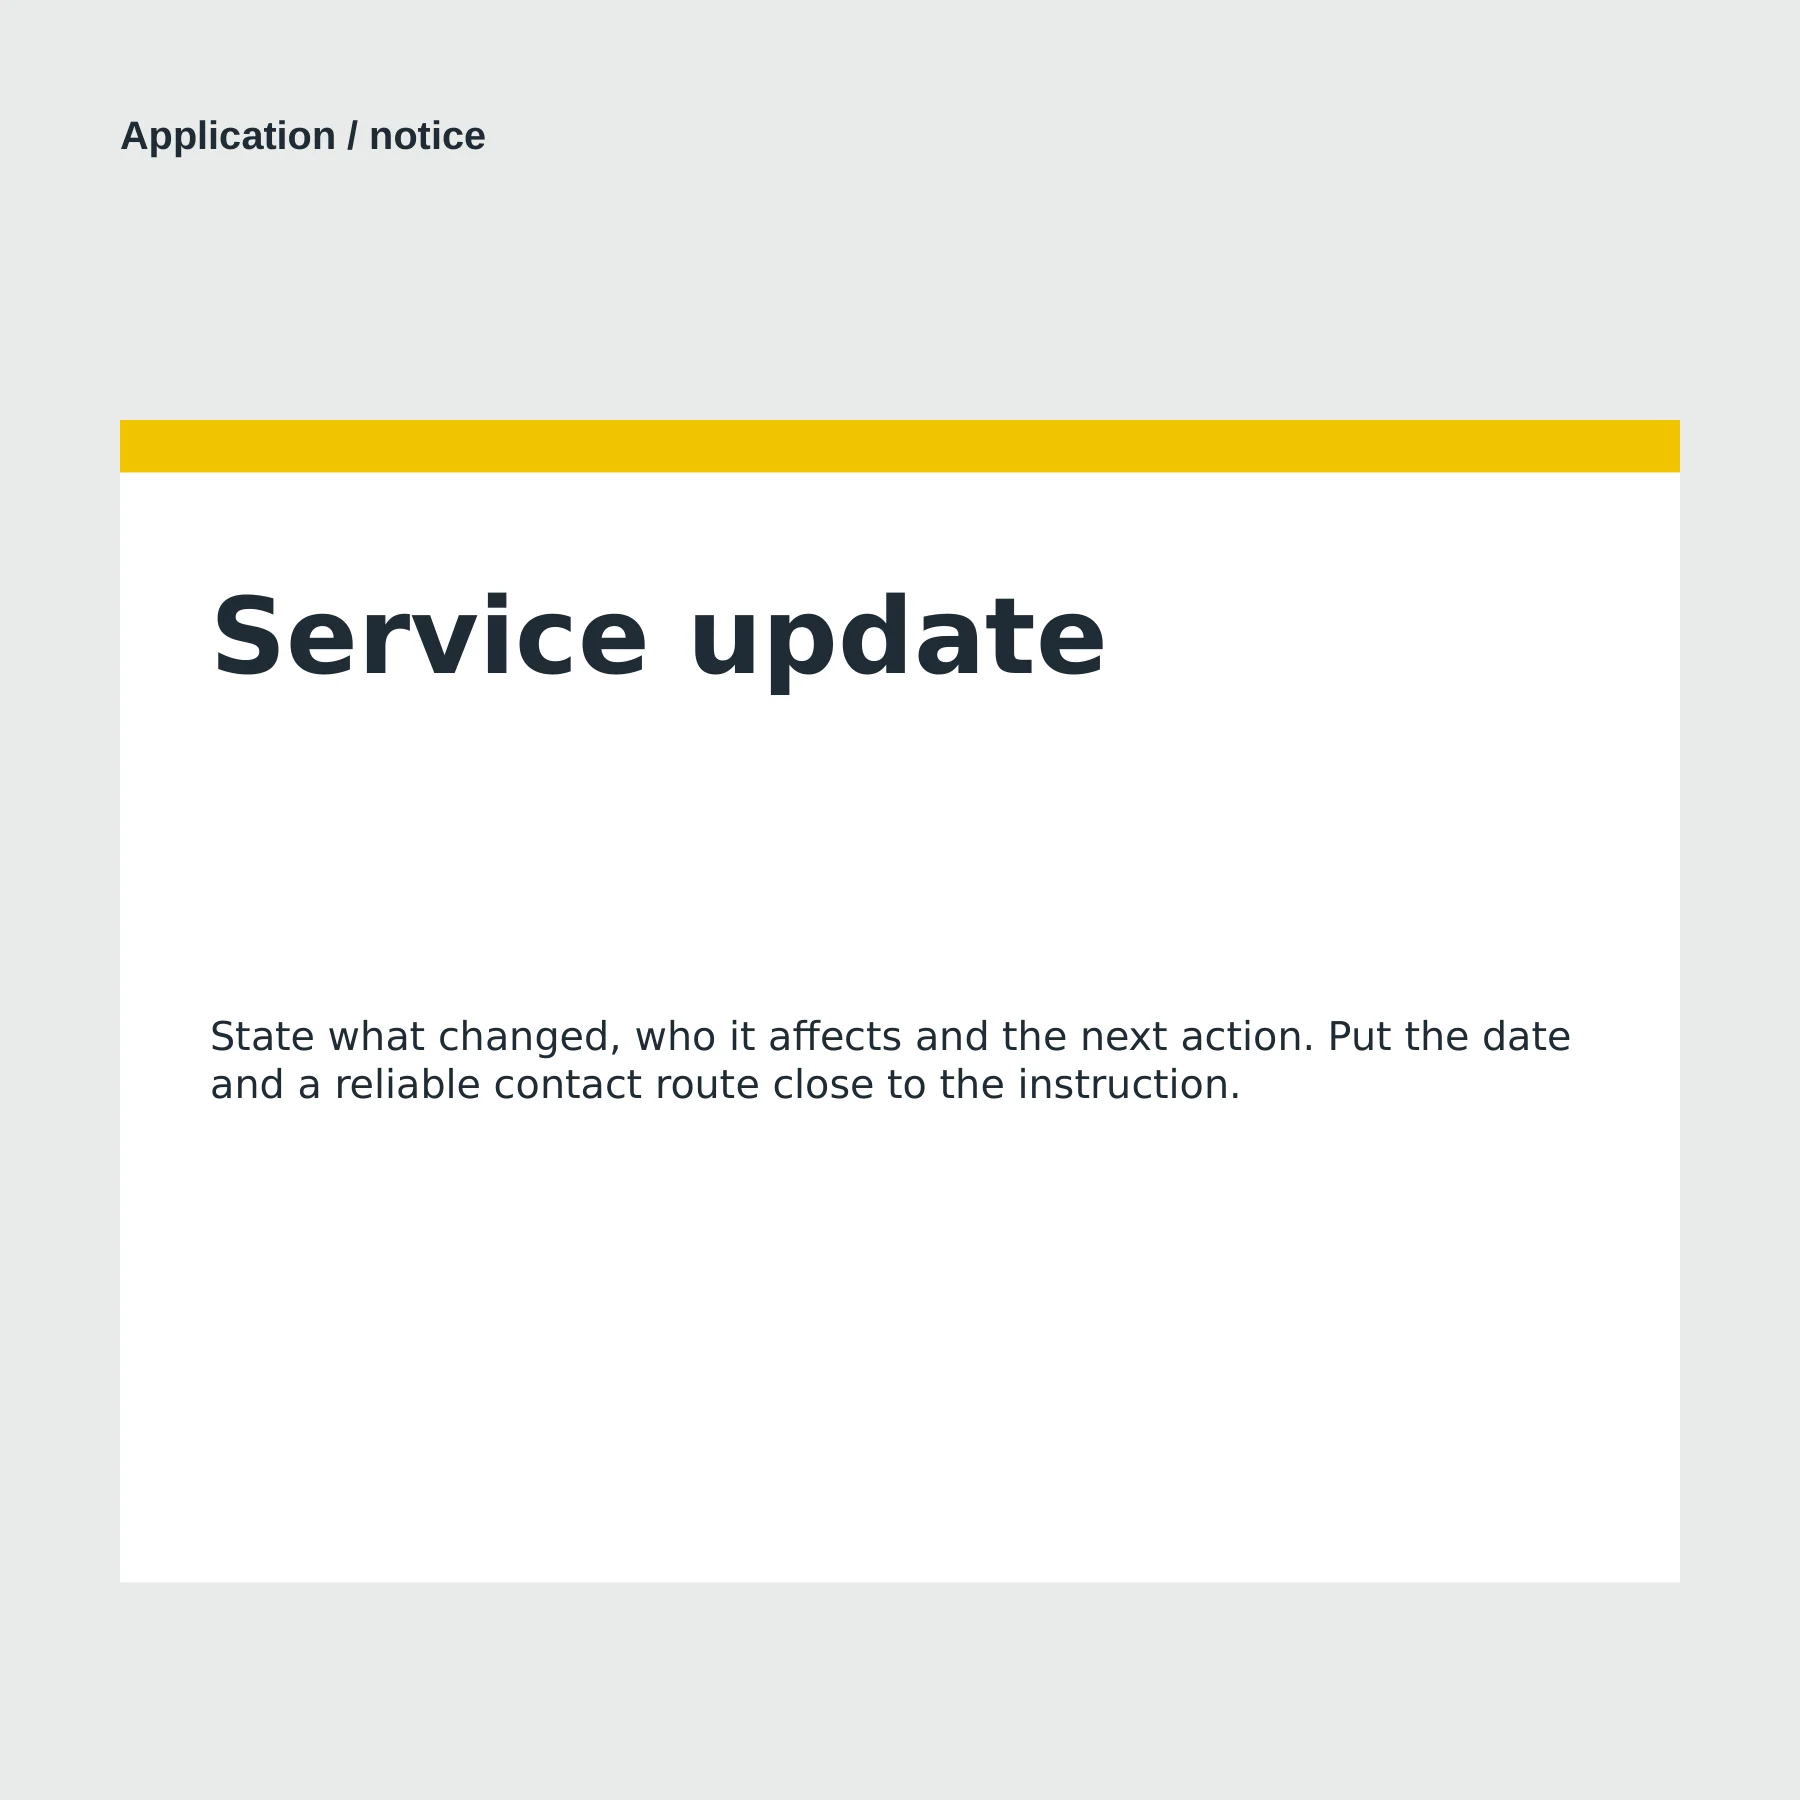 Application / notice
Service update
State what changed, who it affects and the next action. Put the date
and a reliable contact route close to the instruction.